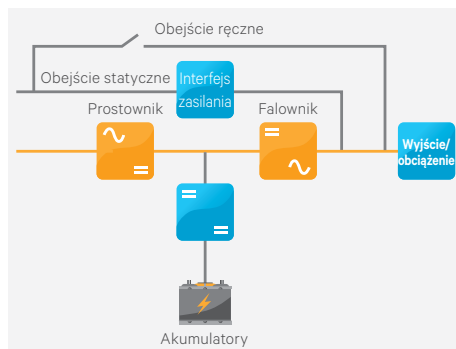 Obejście ręczne
Obejście statyczne
Interfejs
zasilania
Prostownik
Falownik
Wyjście/
obciążenie
Akumulatory